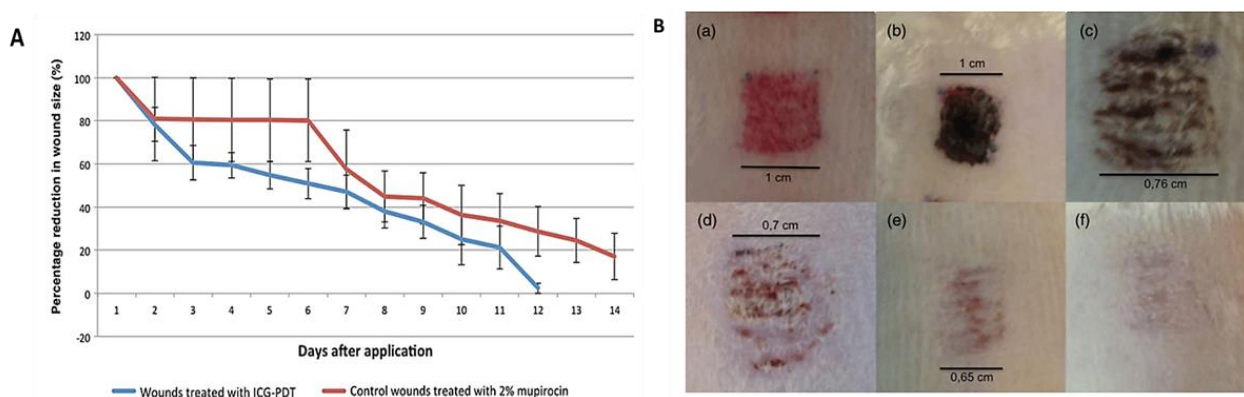 A
Percentage reduction in wound size (%)
120
100
80
60
40
20
0
-20
1 2 3 4 5 6 7 8 9 10 11 12 13 14
Days after application
Wounds treated with ICG-PDT Control wounds treated with 2% mupirocin
B
(a) (b) (c)
1 cm
1 cm
0,76 cm
(d) (e) (f)
0,7 cm
0,65 cm